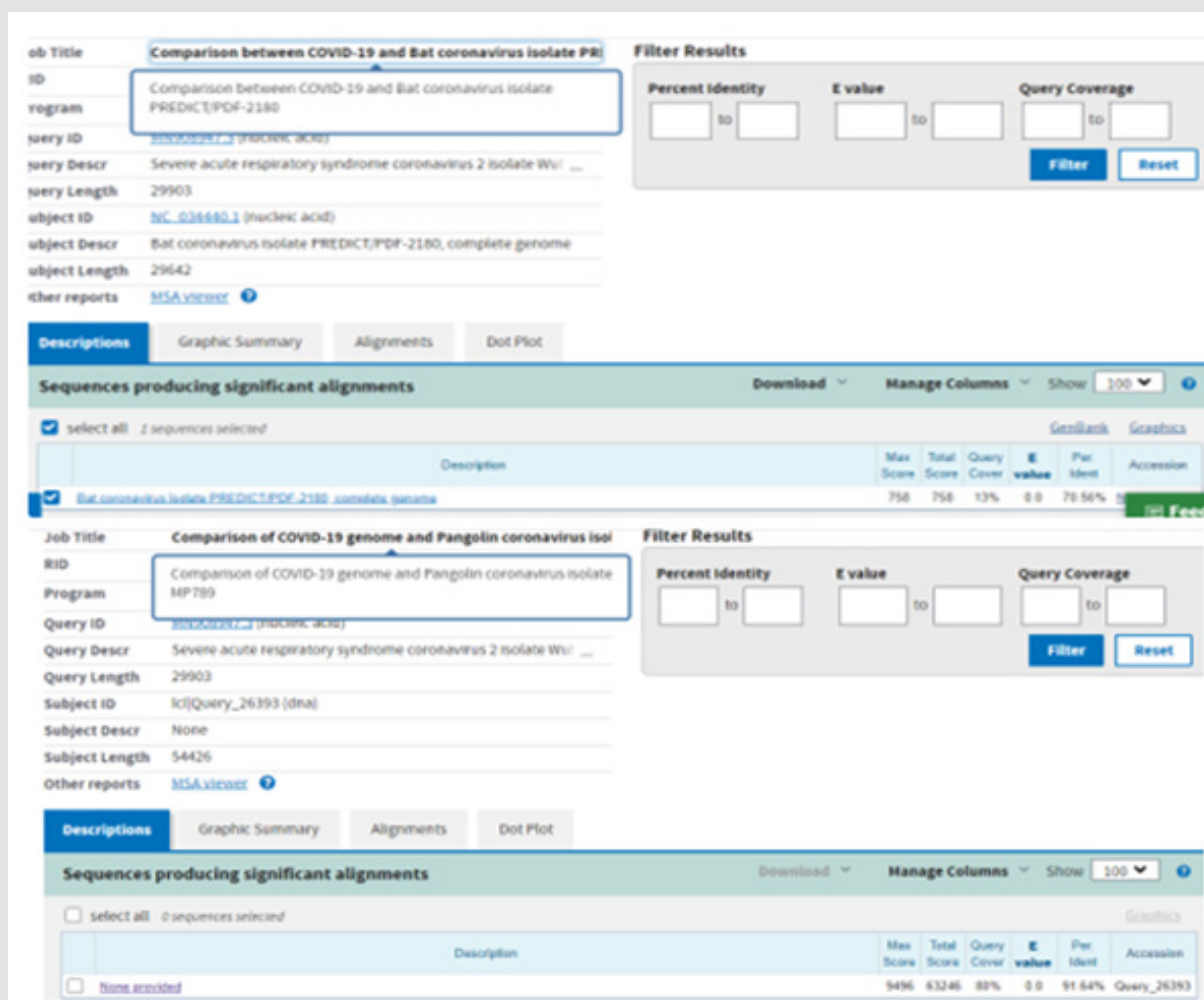 ob Title Comparison between COVID-19 and Bat coronavirus isolate PRE Filter Results
ID
Comparison between COVID-19 and Bat coronavirus isolate
PREDICT/PDF-2180
rogram
Percent Identity E value Query Coverage
to to to
uery ID MN908947.3 (nucleic acid)
uery Descr Severe acute respiratory syndrome coronavirus 2 isolate Wu ...
Filter Reset
uery Length 29903
ubject ID NC_034440.1 (nucleic acid)
ubject Descr Bat coronavirus isolate PREDICT/PDF-2180, complete genome
ubject Length 29642
ther reports MSA viewer ?
Descriptions Graphic Summary Alignments Dot Plot
Sequences producing significant alignments Download Manage Columns Show 100 ?
select all 1 sequences selected GenBank Graphics
Description Max Score Total Score Query Cover E value Per. Ident Accession
Bat coronavirus isolate PREDICT/PDF-2180, complete genome 758 758 13% 0.0 70.56%
Feed
Job Title Comparison of COVID-19 genome and Pangolin coronavirus isol Filter Results
RID
Comparison of COVID-19 genome and Pangolin coronavirus isolate
MP789
Program
Percent Identity E value Query Coverage
to to to
Query ID MN908947.3 (nucleic acid)
Query Descr Severe acute respiratory syndrome coronavirus 2 isolate Wu ...
Filter Reset
Query Length 29903
Subject ID lcl|Query_26393 (dna)
Subject Descr None
Subject Length 54426
Other reports MSA viewer ?
Descriptions Graphic Summary Alignments Dot Plot
Sequences producing significant alignments Download Manage Columns Show 100 ?
select all 0 sequences selected Graphics
Description Max Score Total Score Query Cover E value Per. Ident Accession
None provided 9496 63246 88% 0.0 91.64% Query_26393